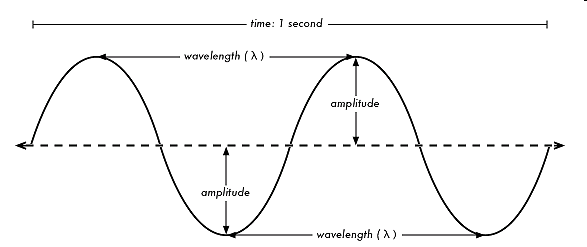 time: 1 second
wavelength ( λ )
amplitude
amplitude
wavelength ( λ )